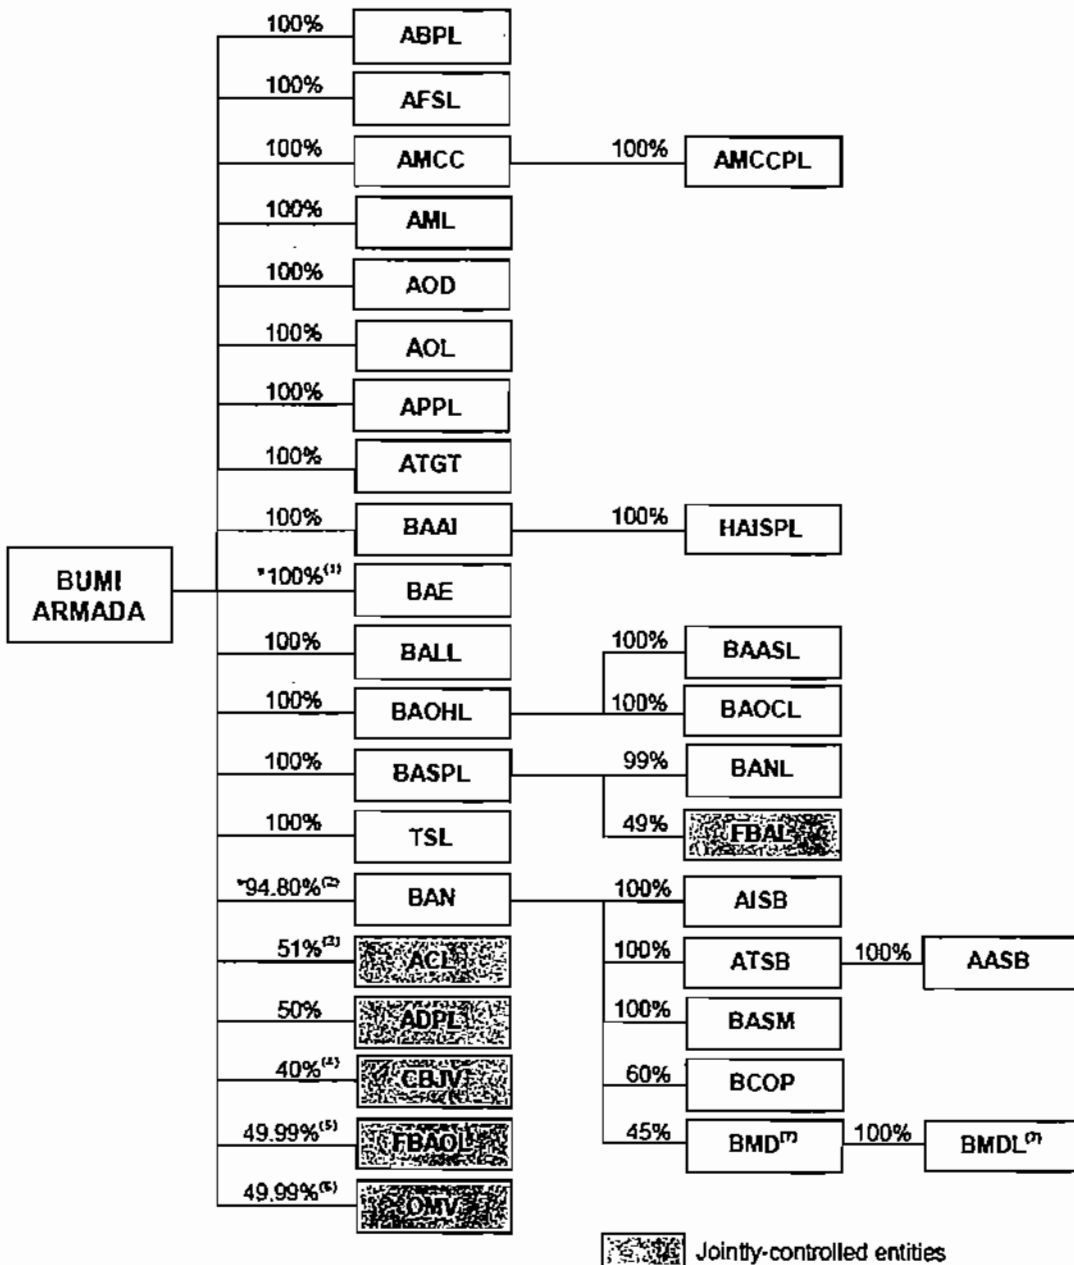 100% ABPL
100% AFSL
100% AMCC 100% AMCCPL
100% AML
100% AOD
100% AOL
100% APPL
100% ATGT
100% BAAI 100% HAISPL
BUMI
ARMADA
*100%(1) BAE
100% BALL 100% BAASL
100% BAOHL 100% BAOCL
100% BASPL 99% BANL
100% TSL 49% FBAL
*94.80%(2) BAN 100% AISB
51%(3) ACL 100% ATSB 100% AASB
50% ADPL 100% BASM
40%(4) CBJV 60% BCOP
49.99%(5) FBAOL 45% BMD(7) 100% BMDL(7)
49.99%(6) OMV
Jointly-controlled entities